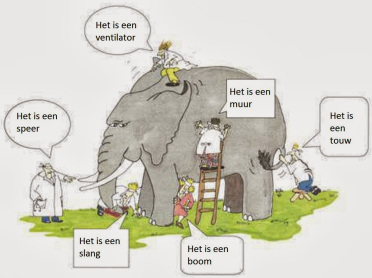 Het is een
ventilator
Het is een
muur
Het is
een
touw
Het is een
speer
Het is een
slang
Het is een
boom